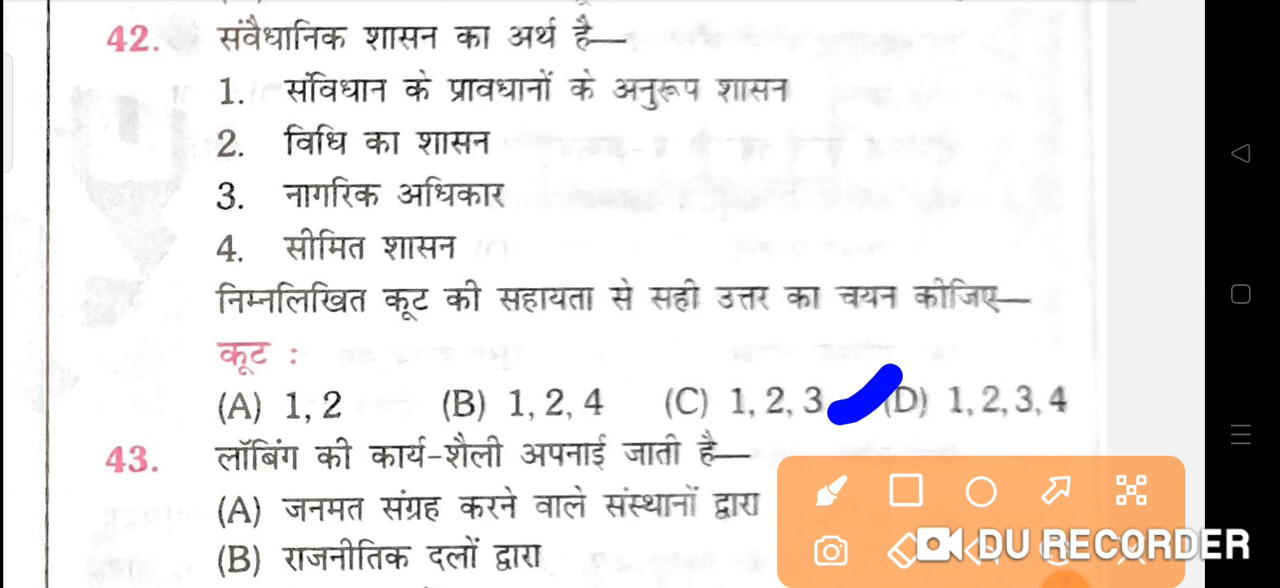 42. संवैधानिक शासन का अर्थ है—
1. संविधान के प्रावधानों के अनुरूप शासन
2. विधि का शासन
3. नागरिक अधिकार
4. सीमित शासन
निम्नलिखित कूट की सहायता से सही उत्तर का चयन कीजिए—
कूट :
(A) 1, 2 (B) 1, 2, 4 (C) 1, 2, 3 (D) 1, 2, 3, 4
43. लॉबिंग की कार्य-शैली अपनाई जाती है—
(A) जनमत संग्रह करने वाले संस्थानों द्वारा
(B) राजनीतिक दलों द्वारा
DU RECORDER